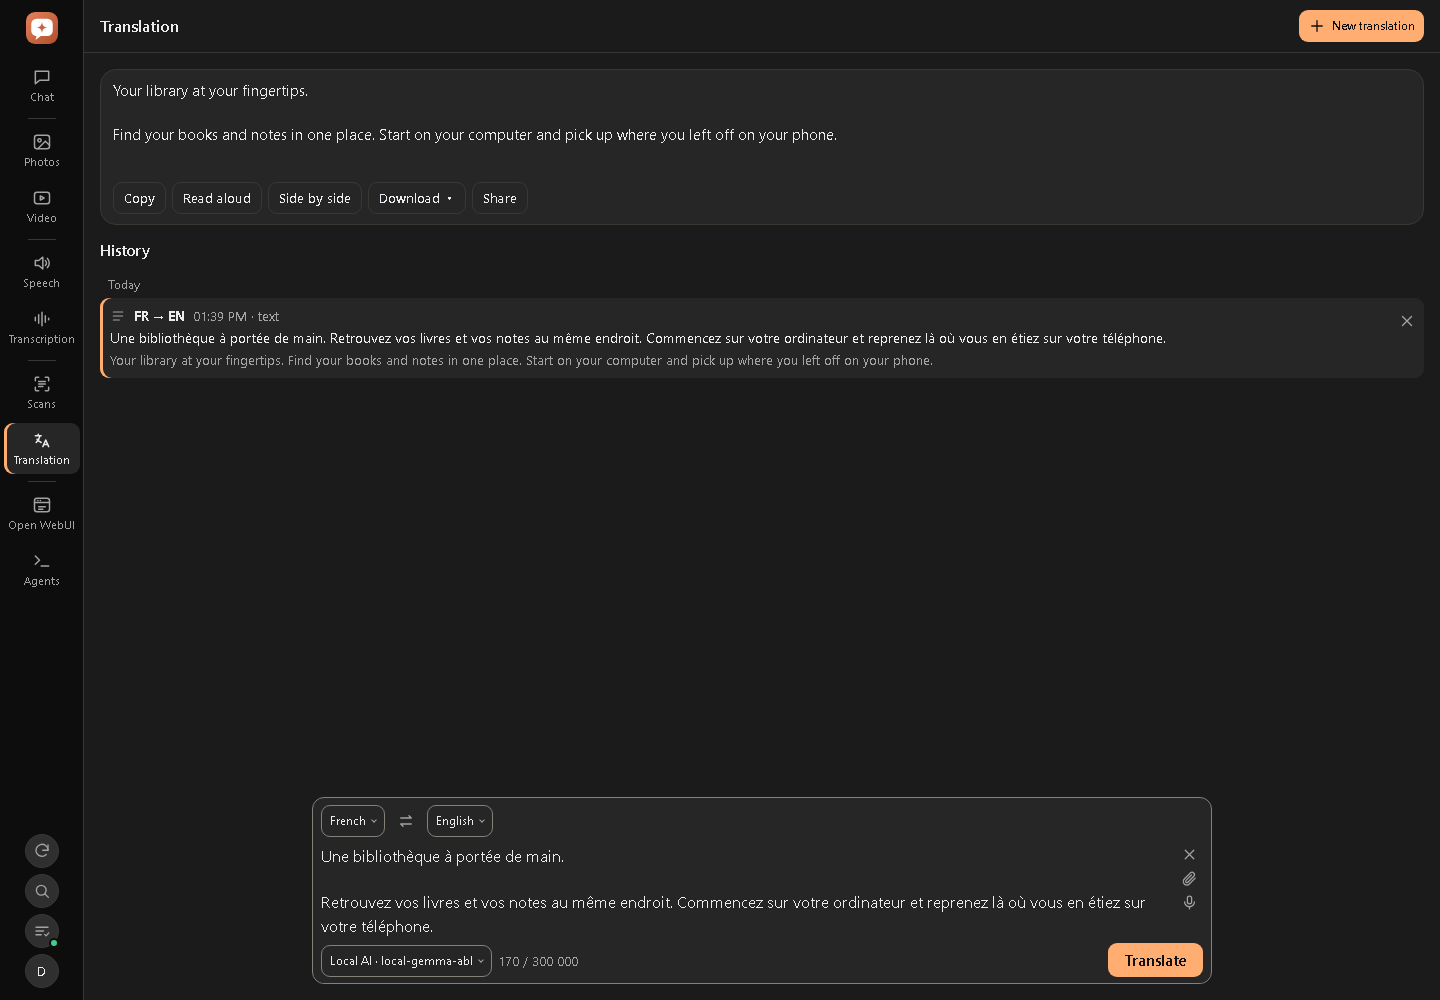 Translation
New translation
Chat
Photos
Video
Speech
Transcription
Scans
Translation
Open WebUI
Agents
D
Your library at your fingertips.
Find your books and notes in one place. Start on your computer and pick up where you left off on your phone.
Copy
Read aloud
Side by side
Download
Share
History
Today
FR → EN 01:39 PM · text
Une bibliothèque à portée de main. Retrouvez vos livres et vos notes au même endroit. Commencez sur votre ordinateur et reprenez là où vous en étiez sur votre téléphone.
Your library at your fingertips. Find your books and notes in one place. Start on your computer and pick up where you left off on your phone.
French
English
Une bibliothèque à portée de main.
Retrouvez vos livres et vos notes au même endroit. Commencez sur votre ordinateur et reprenez là où vous en étiez sur
votre téléphone.
Local AI · local-gemma-abl
170 / 300 000
Translate